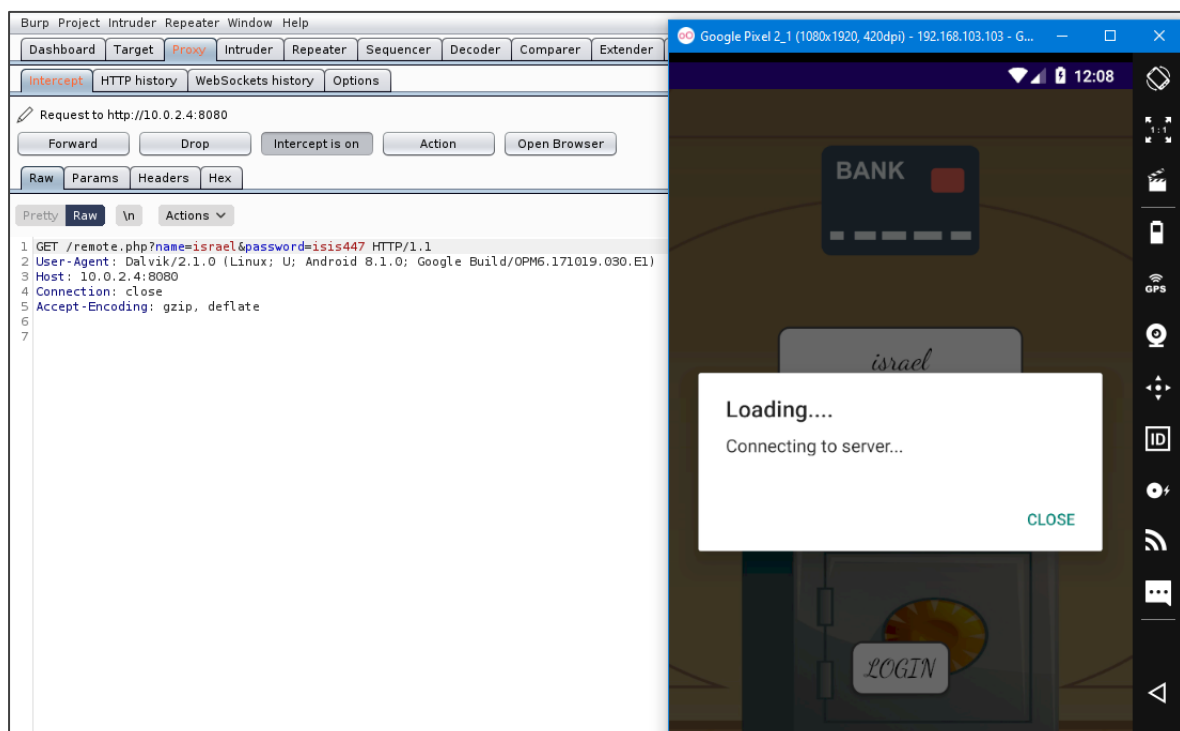 Burp Project Intruder Repeater Window Help
Dashboard Target Proxy Intruder Repeater Sequencer Decoder Comparer Extender
Intercept HTTP history WebSockets history Options
Request to http://10.0.2.4:8080
Forward Drop Intercept is on Action Open Browser
Raw Params Headers Hex
Pretty Raw \n Actions
1 GET /remote.php?name=israel&password=isis447 HTTP/1.1
2 User-Agent: Dalvik/2.1.0 (Linux; U; Android 8.1.0; Google Build/OPM6.171019.030.E1)
3 Host: 10.0.2.4:8080
4 Connection: close
5 Accept-Encoding: gzip, deflate
6
7
Google Pixel 2_1 (1080x1920, 420dpi) - 192.168.103.103 - G...
12:08
BANK
israel
Loading....
Connecting to server...
CLOSE
LOGIN
1:1
GPS
ID